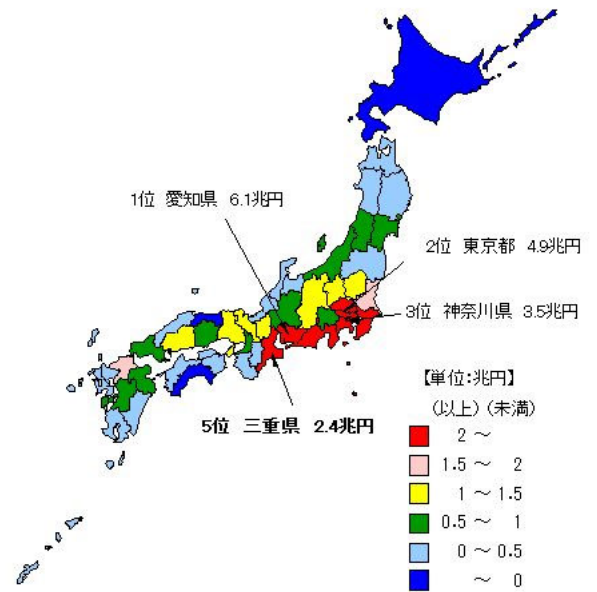 1位 愛知県 6.1兆円
2位 東京都 4.9兆円
3位 神奈川県 3.5兆円
5位 三重県 2.4兆円
【単位:兆円】
(以上) (未満)
2 ～
1.5 ～ 2
1 ～ 1.5
0.5 ～ 1
0 ～ 0.5
～ 0